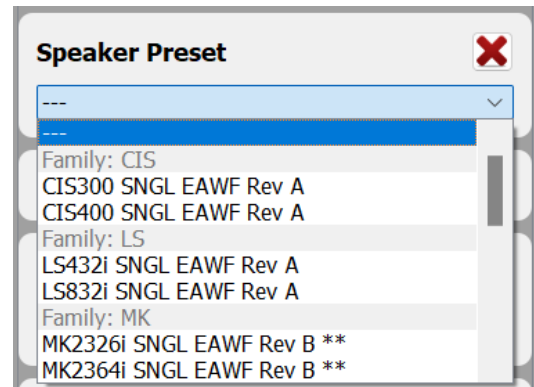 Speaker Preset
---
---
Family: CIS
CIS300 SNGL EAWF Rev A
CIS400 SNGL EAWF Rev A
Family: LS
LS432i SNGL EAWF Rev A
LS832i SNGL EAWF Rev A
Family: MK
MK2326i SNGL EAWF Rev B **
MK2364i SNGL EAWF Rev B **